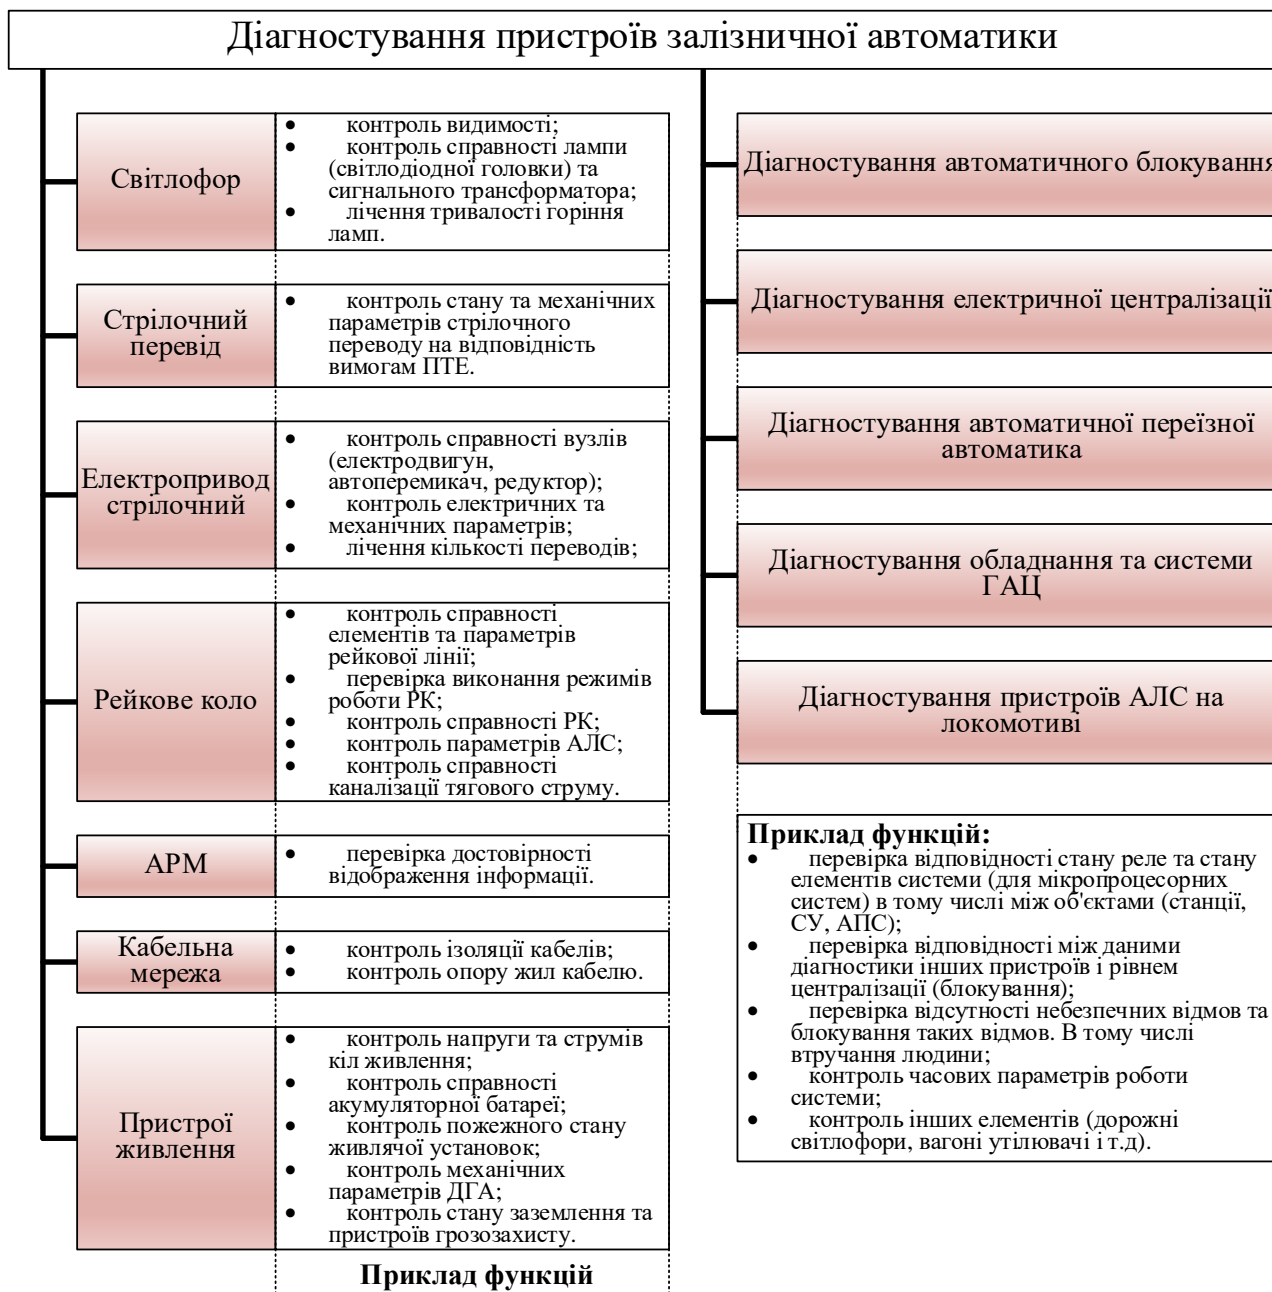 Діагностування пристроїв залізничної автоматики
Світлофор
• контроль видимості;
• контроль справності лампи
(світлодіодної головки) та
сигнального трансформатора;
• лічення тривалості горіння
ламп.
Стрілочний
перевід
• контроль стану та механічних
параметрів стрілочного
переводу на відповідність
вимогам ПТЕ.
Електропривод
стрілочний
• контроль справності вузлів
(електродвигун,
автоперемикач, редуктор);
• контроль електричних та
механічних параметрів;
• лічення кількості переводів;
Рейкове коло
• контроль справності
елементів та параметрів
рейкової лінії;
• перевірка виконання режимів
роботи РК;
• контроль справності РК;
• контроль параметрів АЛС;
• контроль справності
каналізації тягового струму.
АРМ
• перевірка достовірності
відображення інформації.
Кабельна
мережа
• контроль ізоляції кабелів;
• контроль опору жил кабелю.
Пристрої
живлення
• контроль напруги та струмів
кіл живлення;
• контроль справності
акумуляторної батареї;
• контроль пожежного стану
живлячої установок;
• контроль механічних
параметрів ДГА;
• контроль стану заземлення та
пристроїв грозозахисту.
Приклад функцій
Діагностування автоматичного блокування
Діагностування електричної централізації
Діагностування автоматичної переїзної
автоматика
Діагностування обладнання та системи
ГАЦ
Діагностування пристроїв АЛС на
локомотиві
Приклад функцій:
• перевірка відповідності стану реле та стану
елементів системи (для мікропроцесорних
систем) в тому числі між об'єктами (станції,
СУ, АПС);
• перевірка відповідності між даними
діагностики інших пристроїв і рівнем
централізації (блокування);
• перевірка відсутності небезпечних відмов та
блокування таких відмов. В тому числі
втручання людини;
• контроль часових параметрів роботи
системи;
• контроль інших елементів (дорожні
світлофори, вагоні утілювачі і т.д).